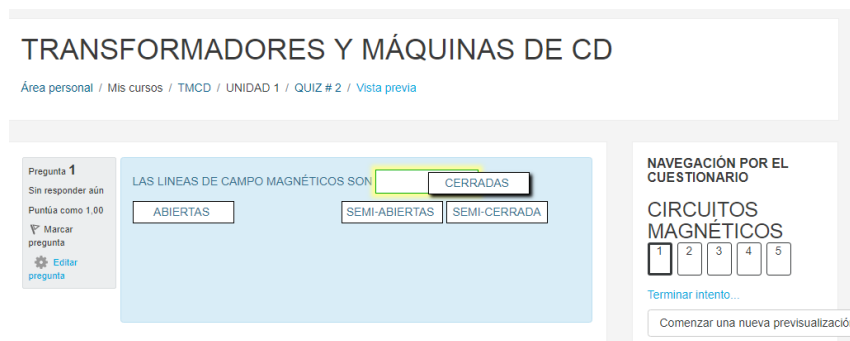 TRANSFORMADORES Y MÁQUINAS DE CD
Área personal / Mis cursos / TMCD / UNIDAD 1 / QUIZ # 2 / Vista previa
Pregunta 1
Sin responder aún
Puntúa como 1,00
Marcar
pregunta
Editar
pregunta
LAS LINEAS DE CAMPO MAGNÉTICOS SON CERRADAS
ABIERTAS SEMI-ABIERTAS SEMI-CERRADA
NAVEGACIÓN POR EL
CUESTIONARIO
CIRCUITOS
MAGNÉTICOS
1 2 3 4 5
Terminar intento...
Comenzar una nueva previsualizació